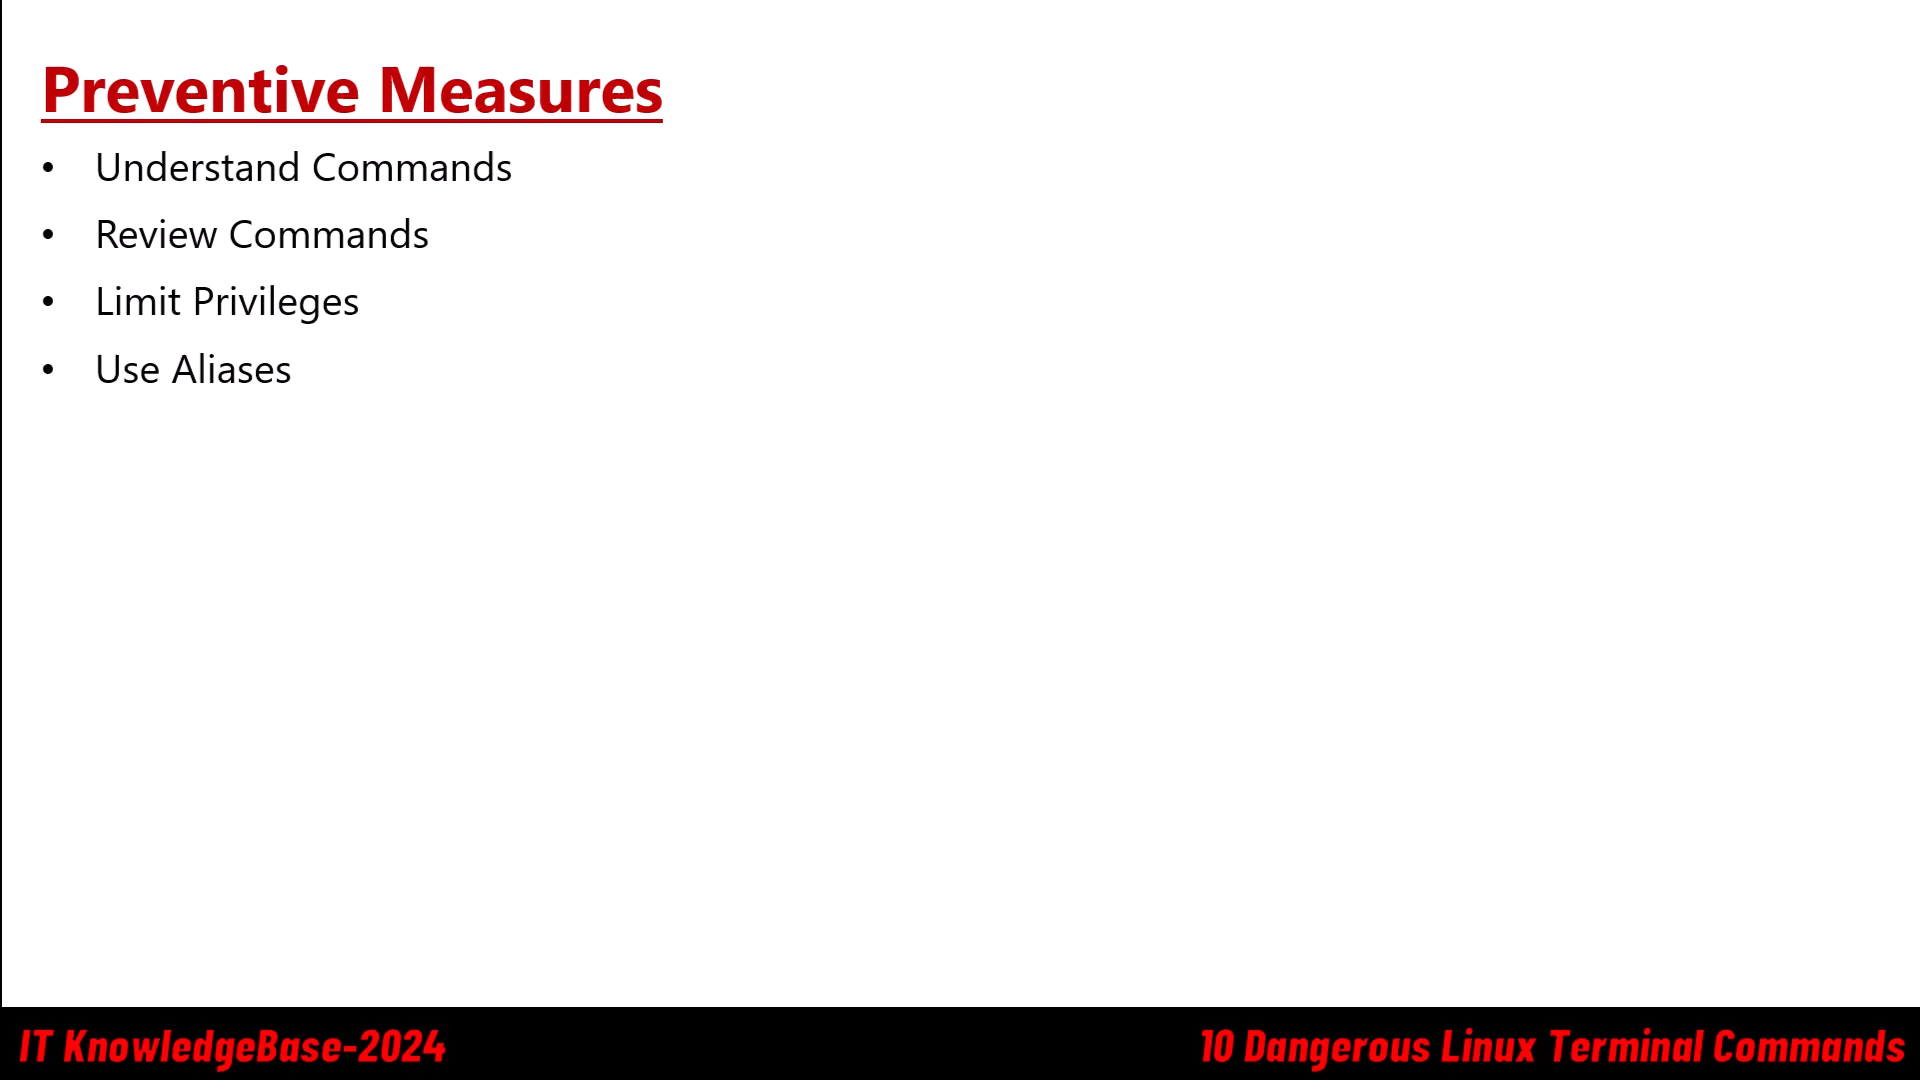 Preventive Measures
• Understand Commands
• Review Commands
• Limit Privileges
• Use Aliases
IT KnowledgeBase-2024
10 Dangerous Linux Terminal Commands